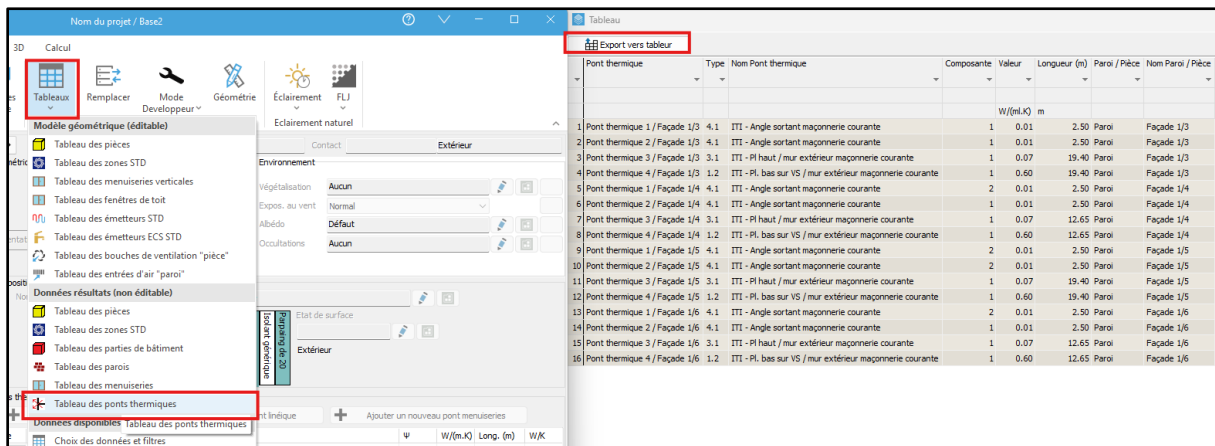 Nom du projet / Base2
3D Calcul
Tableaux Remplacer Mode Developpeur Géométrie Éclairement FLJ
Eclairement naturel
Modèle géométrique (éditable)
Tableau des pièces
Tableau des zones STD
Tableau des menuiseries verticales
Tableau des fenêtres de toit
Tableau des émetteurs STD
Tableau des émetteurs ECS STD
Tableau des bouches de ventilation "pièce"
Tableau des entrées d'air "paroi"
Données résultats (non éditable)
Tableau des pièces
Tableau des zones STD
Tableau des parties de bâtiment
Tableau des parois
Tableau des menuiseries
Tableau des ponts thermiques
Données disponibles
Tableau des ponts thermiques
Choix des données et filtres
Contact Extérieur
Environnement
Végétalisation Aucun
Expos. au vent Normal
Albédo Défaut
Occultations Aucun
Etat de surface
Isolant générique
Parpaing de 20
Extérieur
nt linéique Ajouter un nouveau pont menuiseries
Ψ W/(m.K) Long. (m) W/K
Tableau
Export vers tableur
Pont thermique Type Nom Pont thermique Composante Valeur Longueur (m) Paroi / Pièce Nom Paroi / Pièce
W/(ml.K) m
1 Pont thermique 1 / Façade 1/3 4.1 ITI - Angle sortant maçonnerie courante 1 0.01 2.50 Paroi Façade 1/3
2 Pont thermique 2 / Façade 1/3 4.1 ITI - Angle sortant maçonnerie courante 1 0.01 2.50 Paroi Façade 1/3
3 Pont thermique 3 / Façade 1/3 3.1 ITI - Pl haut / mur extérieur maçonnerie courante 1 0.07 19.40 Paroi Façade 1/3
4 Pont thermique 4 / Façade 1/3 1.2 ITI - Pl. bas sur VS / mur extérieur maçonnerie courante 1 0.60 19.40 Paroi Façade 1/3
5 Pont thermique 1 / Façade 1/4 4.1 ITI - Angle sortant maçonnerie courante 2 0.01 2.50 Paroi Façade 1/4
6 Pont thermique 2 / Façade 1/4 4.1 ITI - Angle sortant maçonnerie courante 1 0.01 2.50 Paroi Façade 1/4
7 Pont thermique 3 / Façade 1/4 3.1 ITI - Pl haut / mur extérieur maçonnerie courante 1 0.07 12.65 Paroi Façade 1/4
8 Pont thermique 4 / Façade 1/4 1.2 ITI - Pl. bas sur VS / mur extérieur maçonnerie courante 1 0.60 12.65 Paroi Façade 1/4
9 Pont thermique 1 / Façade 1/5 4.1 ITI - Angle sortant maçonnerie courante 2 0.01 2.50 Paroi Façade 1/5
10 Pont thermique 2 / Façade 1/5 4.1 ITI - Angle sortant maçonnerie courante 2 0.01 2.50 Paroi Façade 1/5
11 Pont thermique 3 / Façade 1/5 3.1 ITI - Pl haut / mur extérieur maçonnerie courante 1 0.07 19.40 Paroi Façade 1/5
12 Pont thermique 4 / Façade 1/5 1.2 ITI - Pl. bas sur VS / mur extérieur maçonnerie courante 1 0.60 19.40 Paroi Façade 1/5
13 Pont thermique 1 / Façade 1/6 4.1 ITI - Angle sortant maçonnerie courante 2 0.01 2.50 Paroi Façade 1/6
14 Pont thermique 2 / Façade 1/6 4.1 ITI - Angle sortant maçonnerie courante 1 0.01 2.50 Paroi Façade 1/6
15 Pont thermique 3 / Façade 1/6 3.1 ITI - Pl haut / mur extérieur maçonnerie courante 1 0.07 12.65 Paroi Façade 1/6
16 Pont thermique 4 / Façade 1/6 1.2 ITI - Pl. bas sur VS / mur extérieur maçonnerie courante 1 0.60 12.65 Paroi Façade 1/6